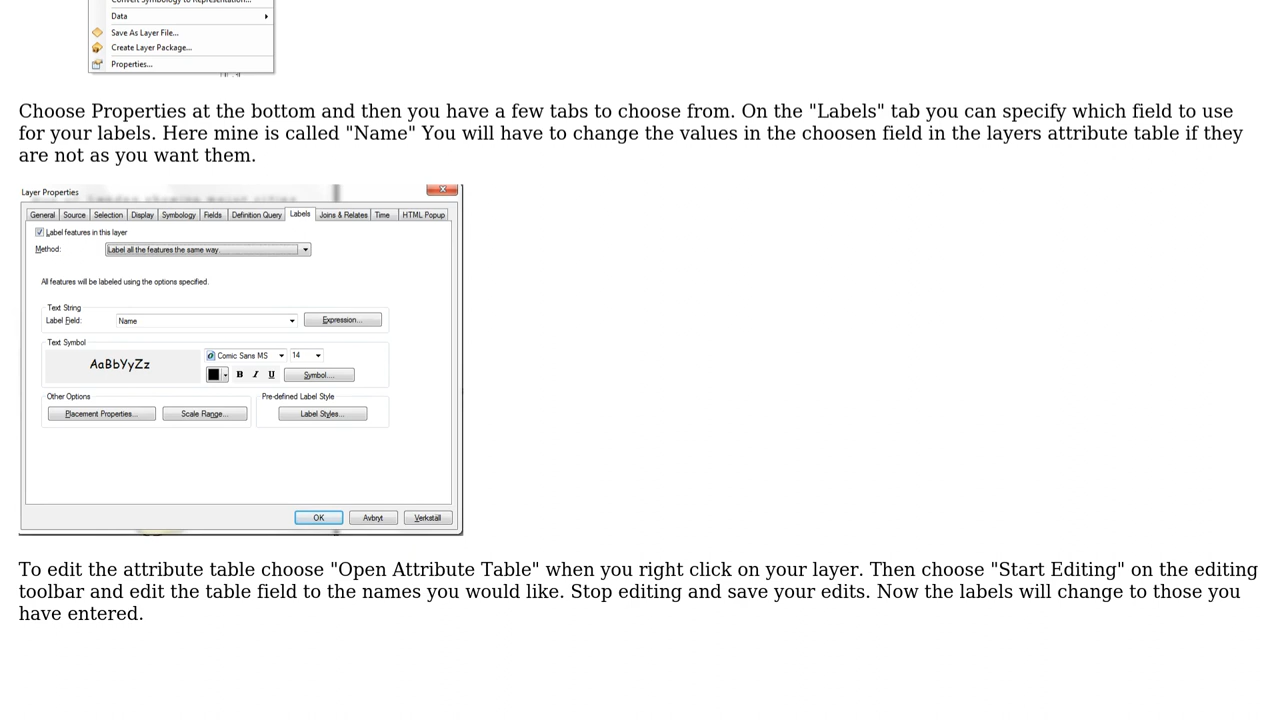 Data
Save As Layer File...
Create Layer Package...
Properties...
Choose Properties at the bottom and then you have a few tabs to choose from. On the "Labels" tab you can specify which field to use
for your labels. Here mine is called "Name" You will have to change the values in the choosen field in the layers attribute table if they
are not as you want them.
Layer Properties
General Source Selection Display Symbology Fields Definition Query Labels Joins & Relates Time HTML Popup
Label features in this layer
Method: Label all the features the same way.
All features will be labeled using the options specified.
Text String
Label Field: Name Expression...
Text Symbol
AaBbYyZz Comic Sans MS 14
B I U Symbol...
Other Options Pre-defined Label Style
Placement Properties... Scale Range... Label Styles...
OK Avbryt Verkställ
To edit the attribute table choose "Open Attribute Table" when you right click on your layer. Then choose "Start Editing" on the editing
toolbar and edit the table field to the names you would like. Stop editing and save your edits. Now the labels will change to those you
have entered.